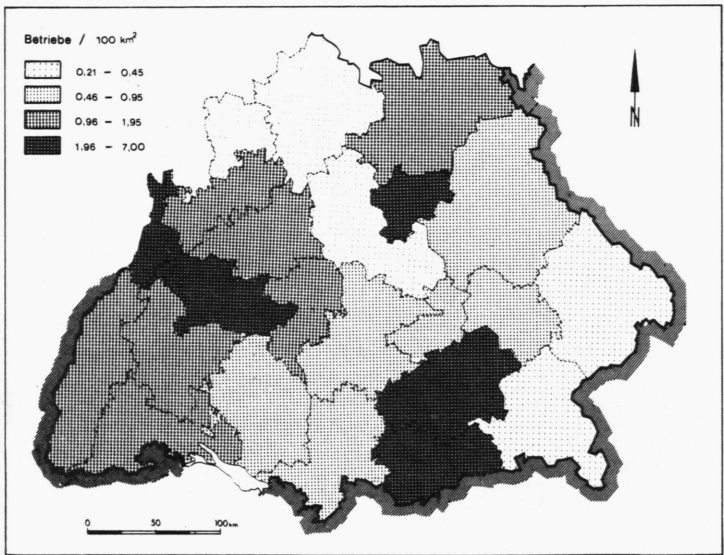 Betriebe / 100 km²
0,21 – 0,45
0,46 – 0,95
0,96 – 1,95
1,96 – 7,00
N
0 50 100km